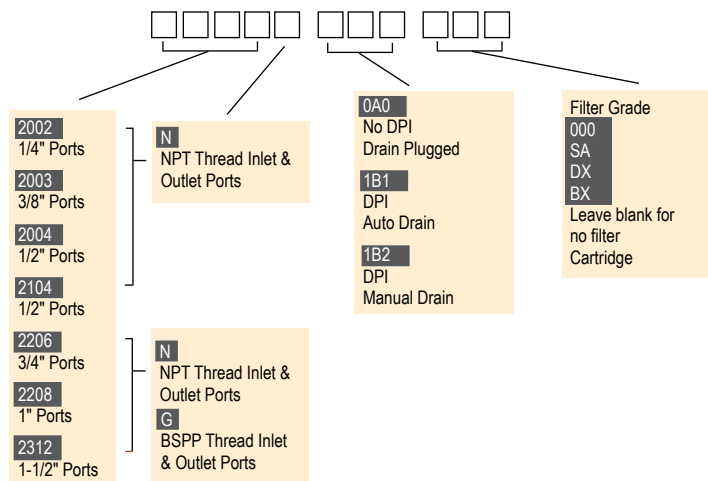 2002
1/4" Ports
2003
3/8" Ports
2004
1/2" Ports
2104
1/2" Ports
2206
3/4" Ports
2208
1" Ports
2312
1-1/2" Ports
N
NPT Thread Inlet &
Outlet Ports
N
NPT Thread Inlet &
Outlet Ports
G
BSPP Thread Inlet
& Outlet Ports
0A0
No DPI
Drain Plugged
1B1
DPI
Auto Drain
1B2
DPI
Manual Drain
Filter Grade
000
SA
DX
BX
Leave blank for
no filter
Cartridge